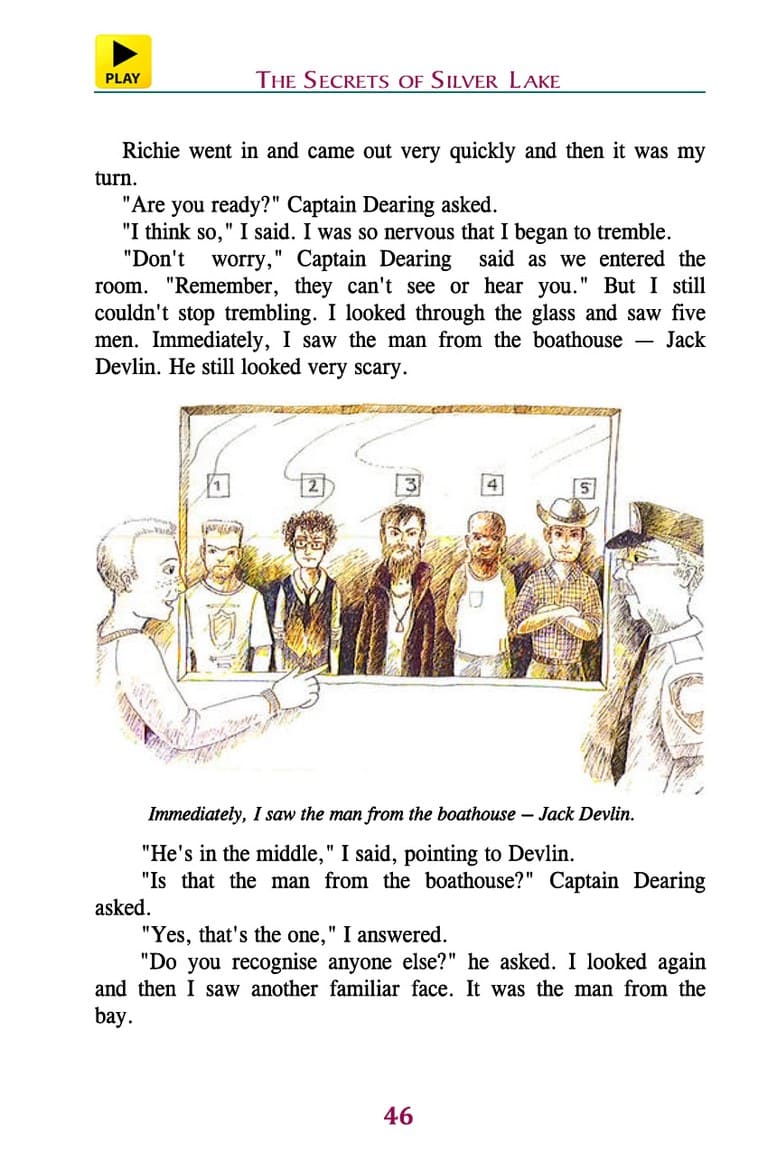 PLAY
THE SECRETS OF SILVER LAKE
Richie went in and came out very quickly and then it was my
turn.
"Are you ready?" Captain Dearing asked.
"I think so," I said. I was so nervous that I began to tremble.
"Don't worry," Captain Dearing said as we entered the
room. "Remember, they can't see or hear you." But I still
couldn't stop trembling. I looked through the glass and saw five
men. Immediately, I saw the man from the boathouse — Jack
Devlin. He still looked very scary.
1 2 3 4 5
Immediately, I saw the man from the boathouse – Jack Devlin.
"He's in the middle," I said, pointing to Devlin.
"Is that the man from the boathouse?" Captain Dearing
asked.
"Yes, that's the one," I answered.
"Do you recognise anyone else?" he asked. I looked again
and then I saw another familiar face. It was the man from the
bay.
46